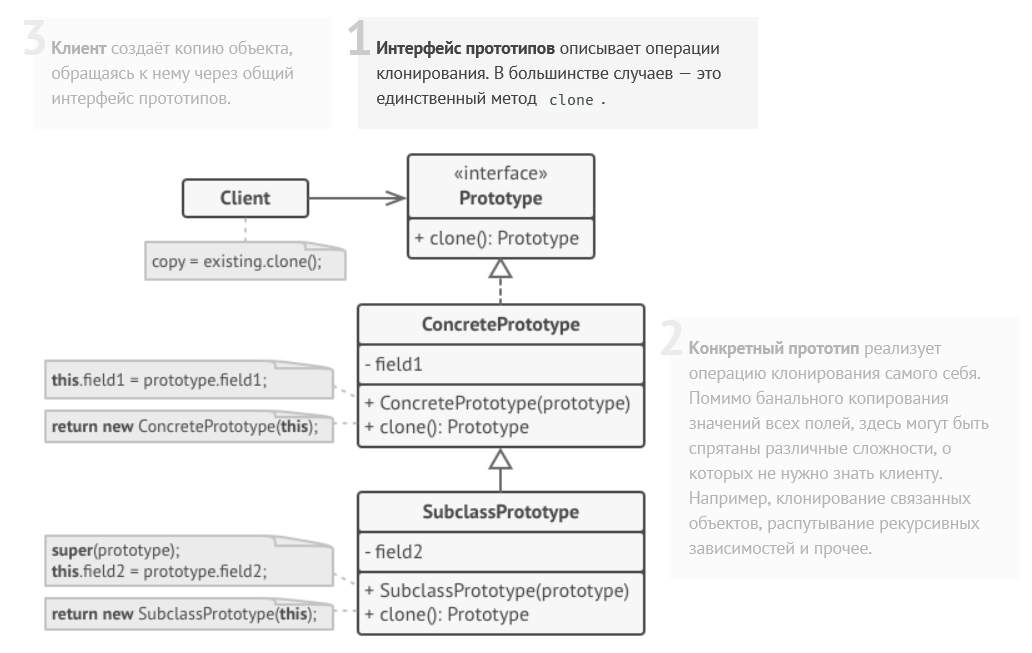 3
Клиент создаёт копию объекта,
обращаясь к нему через общий
интерфейс прототипов.
1
Интерфейс прототипов описывает операции
клонирования. В большинстве случаев — это
единственный метод clone .
«interface»
Prototype
+ clone(): Prototype
Client
copy = existing.clone();
ConcretePrototype
- field1
+ ConcretePrototype(prototype)
+ clone(): Prototype
this.field1 = prototype.field1;
return new ConcretePrototype(this);
2
Конкретный прототип реализует
операцию клонирования самого себя.
Помимо банального копирования
значений всех полей, здесь могут быть
спрятаны различные сложности, о
которых не нужно знать клиенту.
Например, клонирование связанных
объектов, распутывание рекурсивных
зависимостей и прочее.
SubclassPrototype
- field2
+ SubclassPrototype(prototype)
+ clone(): Prototype
super(prototype);
this.field2 = prototype.field2;
return new SubclassPrototype(this);